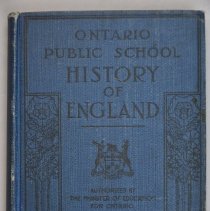 ONTARIO
PUBLIC SCHOOL
HISTORY
OF
ENGLAND
AUTHORIZED BY
THE MINISTER OF EDUCATION
FOR ONTARIO